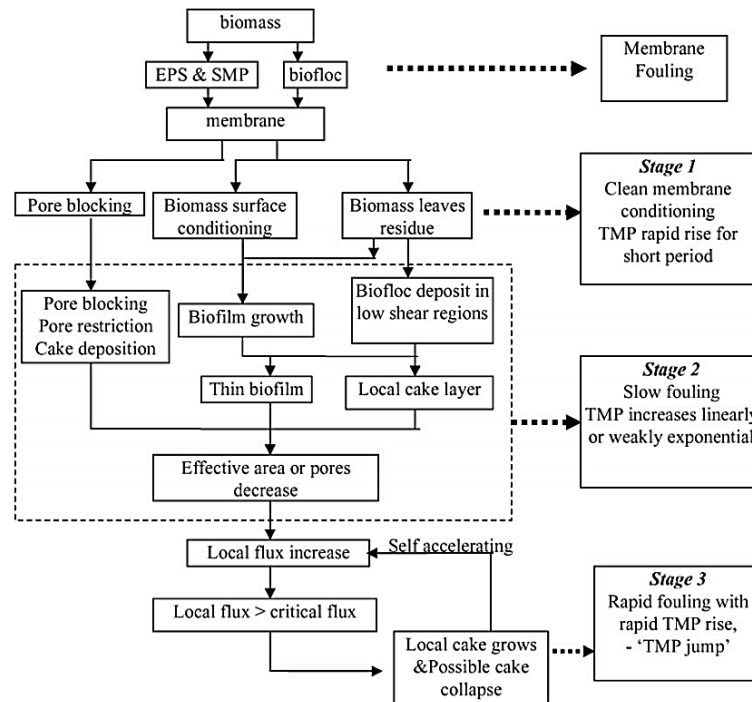 biomass
EPS & SMP
biofloc
Membrane
Fouling
membrane
Pore blocking
Biomass surface
conditioning
Biomass leaves
residue
Stage 1
Clean membrane
conditioning
TMP rapid rise for
short period
Pore blocking
Pore restriction
Cake deposition
Biofilm growth
Biofloc deposit in
low shear regions
Thin biofilm
Local cake layer
Stage 2
Slow fouling
TMP increases linearly
or weakly exponential
Effective area or pores
decrease
Local flux increase
Self accelerating
Local flux > critical flux
Local cake grows
&Possible cake
collapse
Stage 3
Rapid fouling with
rapid TMP rise,
- ‘TMP jump’